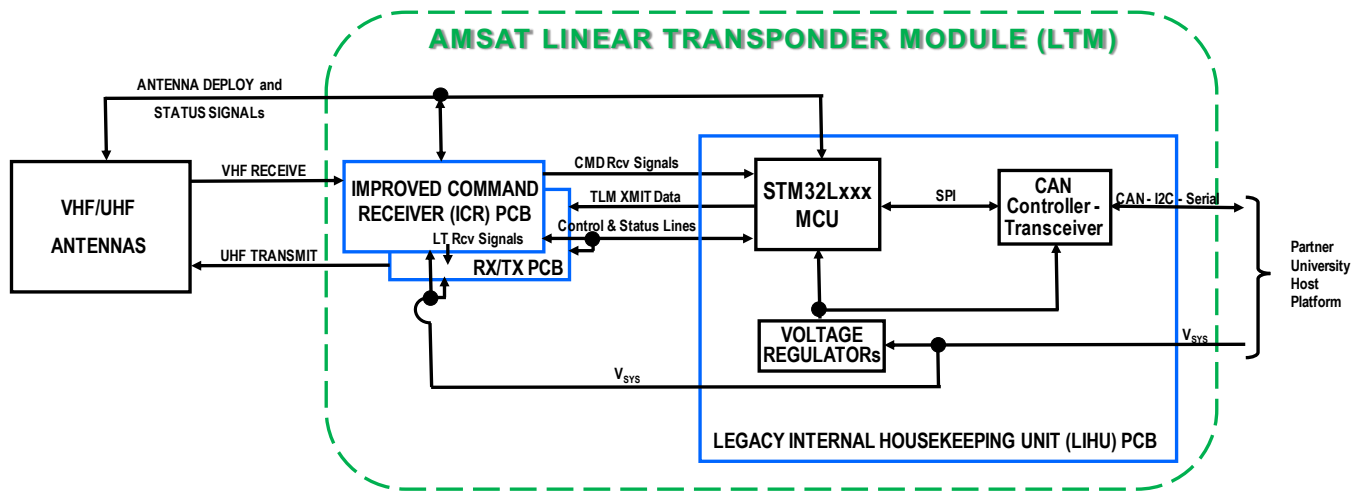 AMSAT LINEAR TRANSPONDER MODULE (LTM)
ANTENNA DEPLOY and
STATUS SIGNALs
VHF/UHF
ANTENNAS
VHF RECEIVE
UHF TRANSMIT
IMPROVED COMMAND
RECEIVER (ICR) PCB
LT Rcv Signals
RX/TX PCB
CMD Rcv Signals
TLM XMIT Data
Control & Status Lines
STM32Lxxx
MCU
SPI
CAN
Controller -
Transceiver
CAN - I2C - Serial
Partner
University
Host
Platform
VOLTAGE
REGULATORs
VSYS
VSYS
LEGACY INTERNAL HOUSEKEEPING UNIT (LIHU) PCB